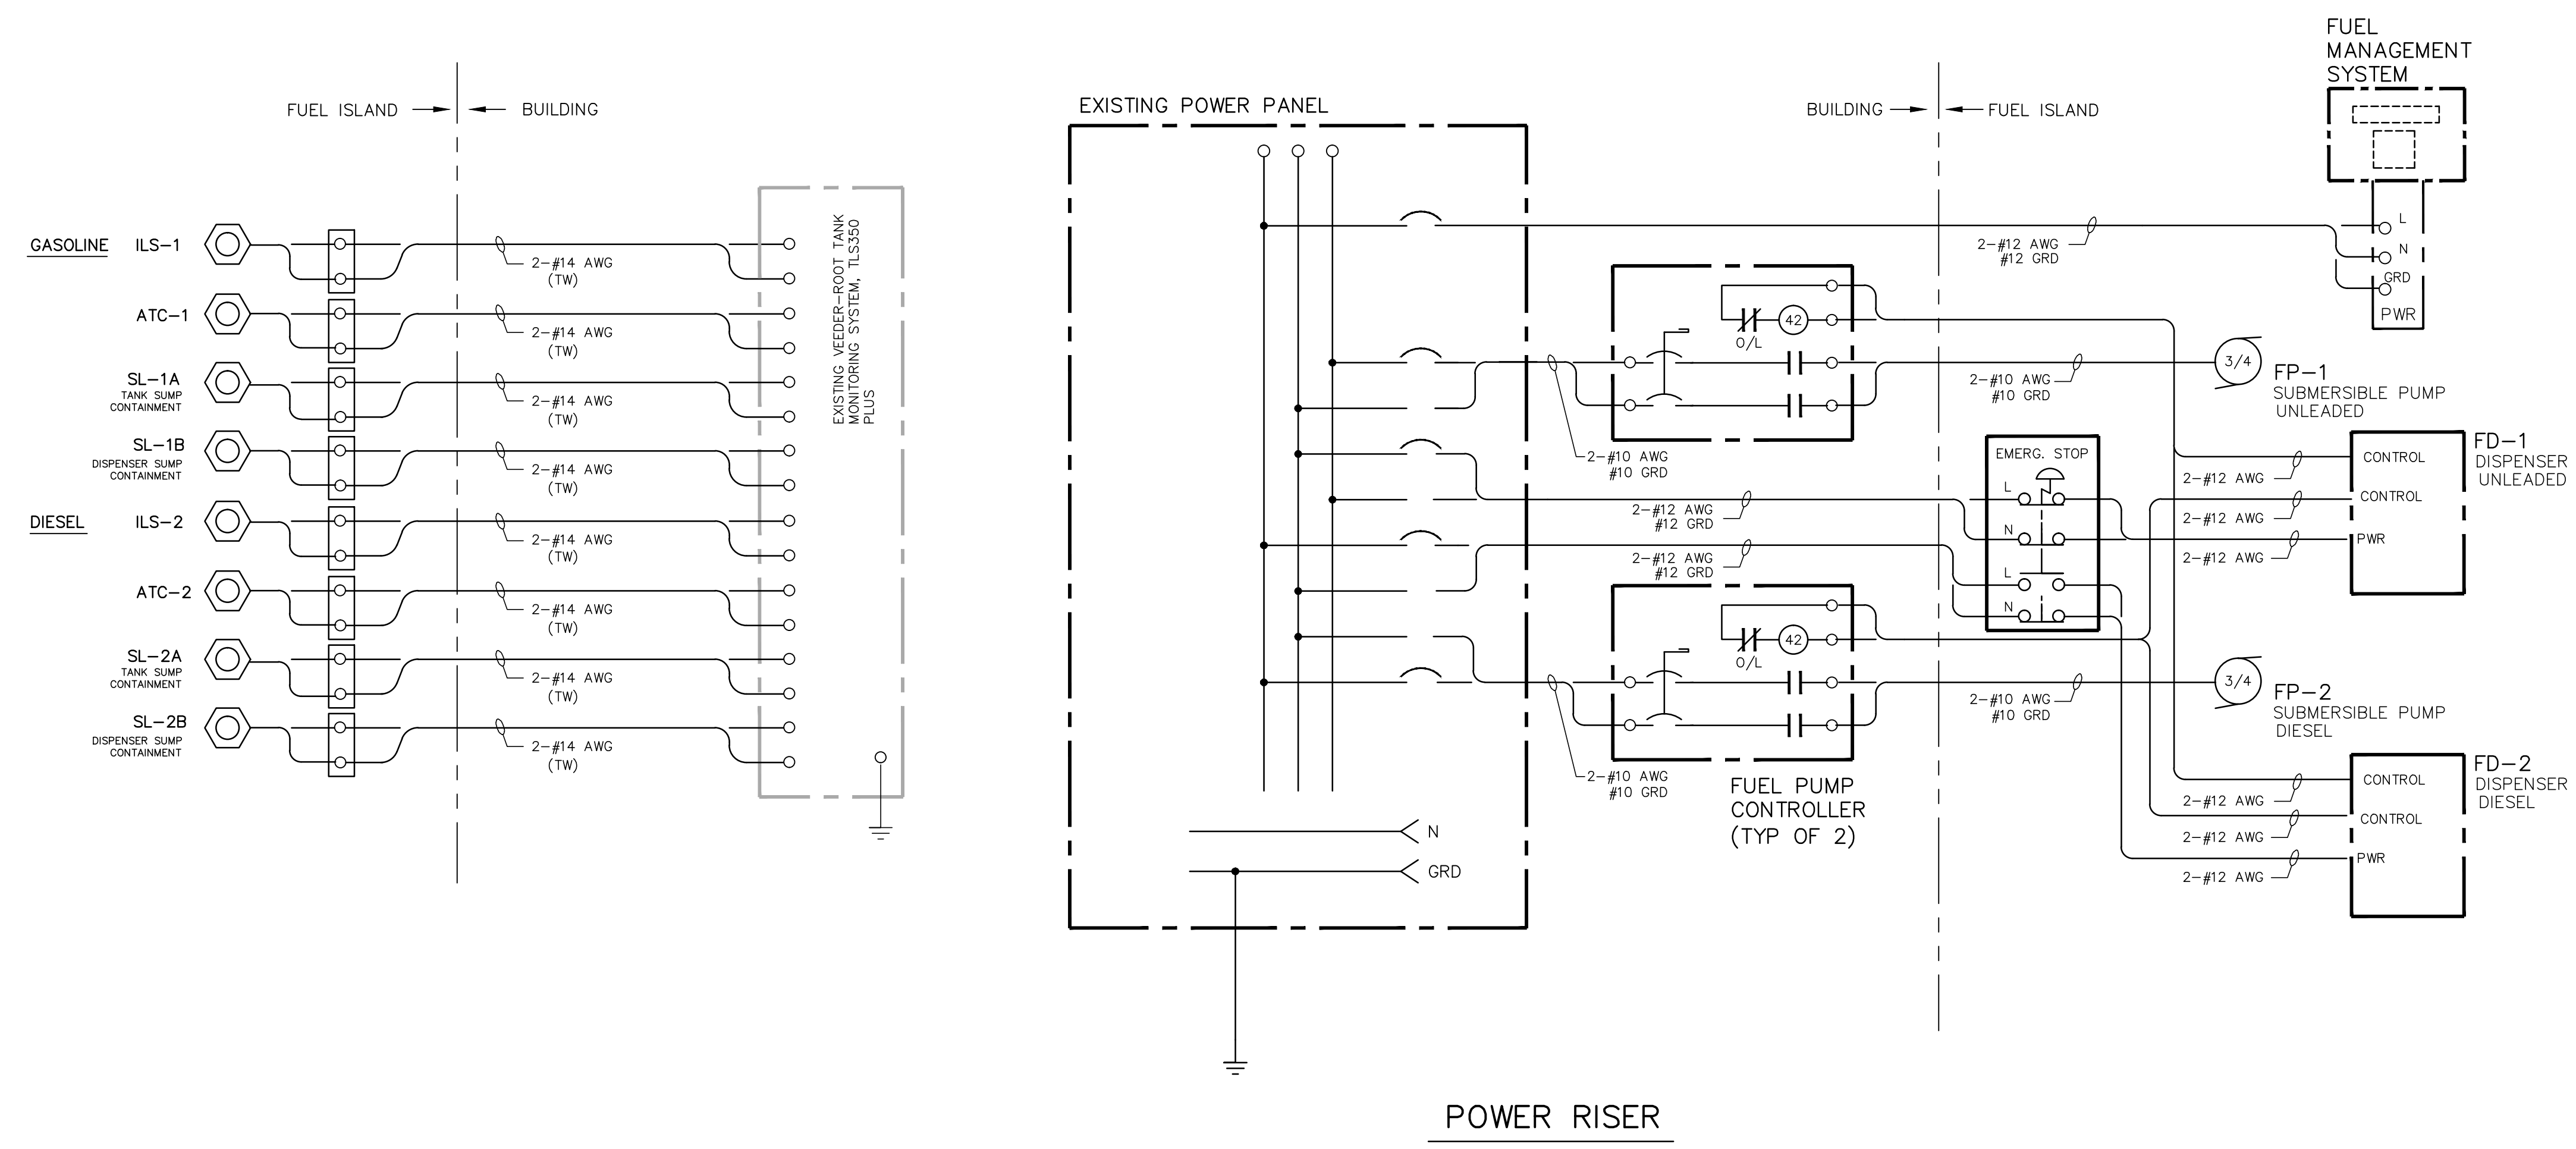 FUEL
MANAGEMENT
SYSTEM
EXISTING POWER PANEL
FUEL ISLAND
BUILDING
BUILDING
FUEL ISLAND
GASOLINE
ILS-1
2-#14 AWG
(TW)
ATC-1
2-#14 AWG
(TW)
SL-1A
TANK SUMP
CONTAINMENT
2-#14 AWG
(TW)
SL-1B
DISPENSER SUMP
CONTAINMENT
2-#14 AWG
(TW)
DIESEL
ILS-2
2-#14 AWG
(TW)
ATC-2
2-#14 AWG
(TW)
SL-2A
TANK SUMP
CONTAINMENT
2-#14 AWG
(TW)
SL-2B
DISPENSER SUMP
CONTAINMENT
2-#14 AWG
(TW)
EXISTING VEEDER-ROOT TANK
MONITORING SYSTEM, TLS350
PLUS
N
GRD
2-#12 AWG
#12 GRD
L
N
GRD
PWR
42
O/L
2-#10 AWG
#10 GRD
2-#10 AWG
#10 GRD
3/4
FP-1
SUBMERSIBLE PUMP
UNLEADED
2-#12 AWG
#12 GRD
2-#12 AWG
#12 GRD
EMERG. STOP
L
N
L
N
2-#12 AWG
2-#12 AWG
2-#12 AWG
CONTROL
CONTROL
PWR
FD-1
DISPENSER
UNLEADED
42
O/L
2-#10 AWG
#10 GRD
2-#10 AWG
#10 GRD
3/4
FP-2
SUBMERSIBLE PUMP
DIESEL
FUEL PUMP
CONTROLLER
(TYP OF 2)
2-#12 AWG
2-#12 AWG
2-#12 AWG
CONTROL
CONTROL
PWR
FD-2
DISPENSER
DIESEL
POWER RISER